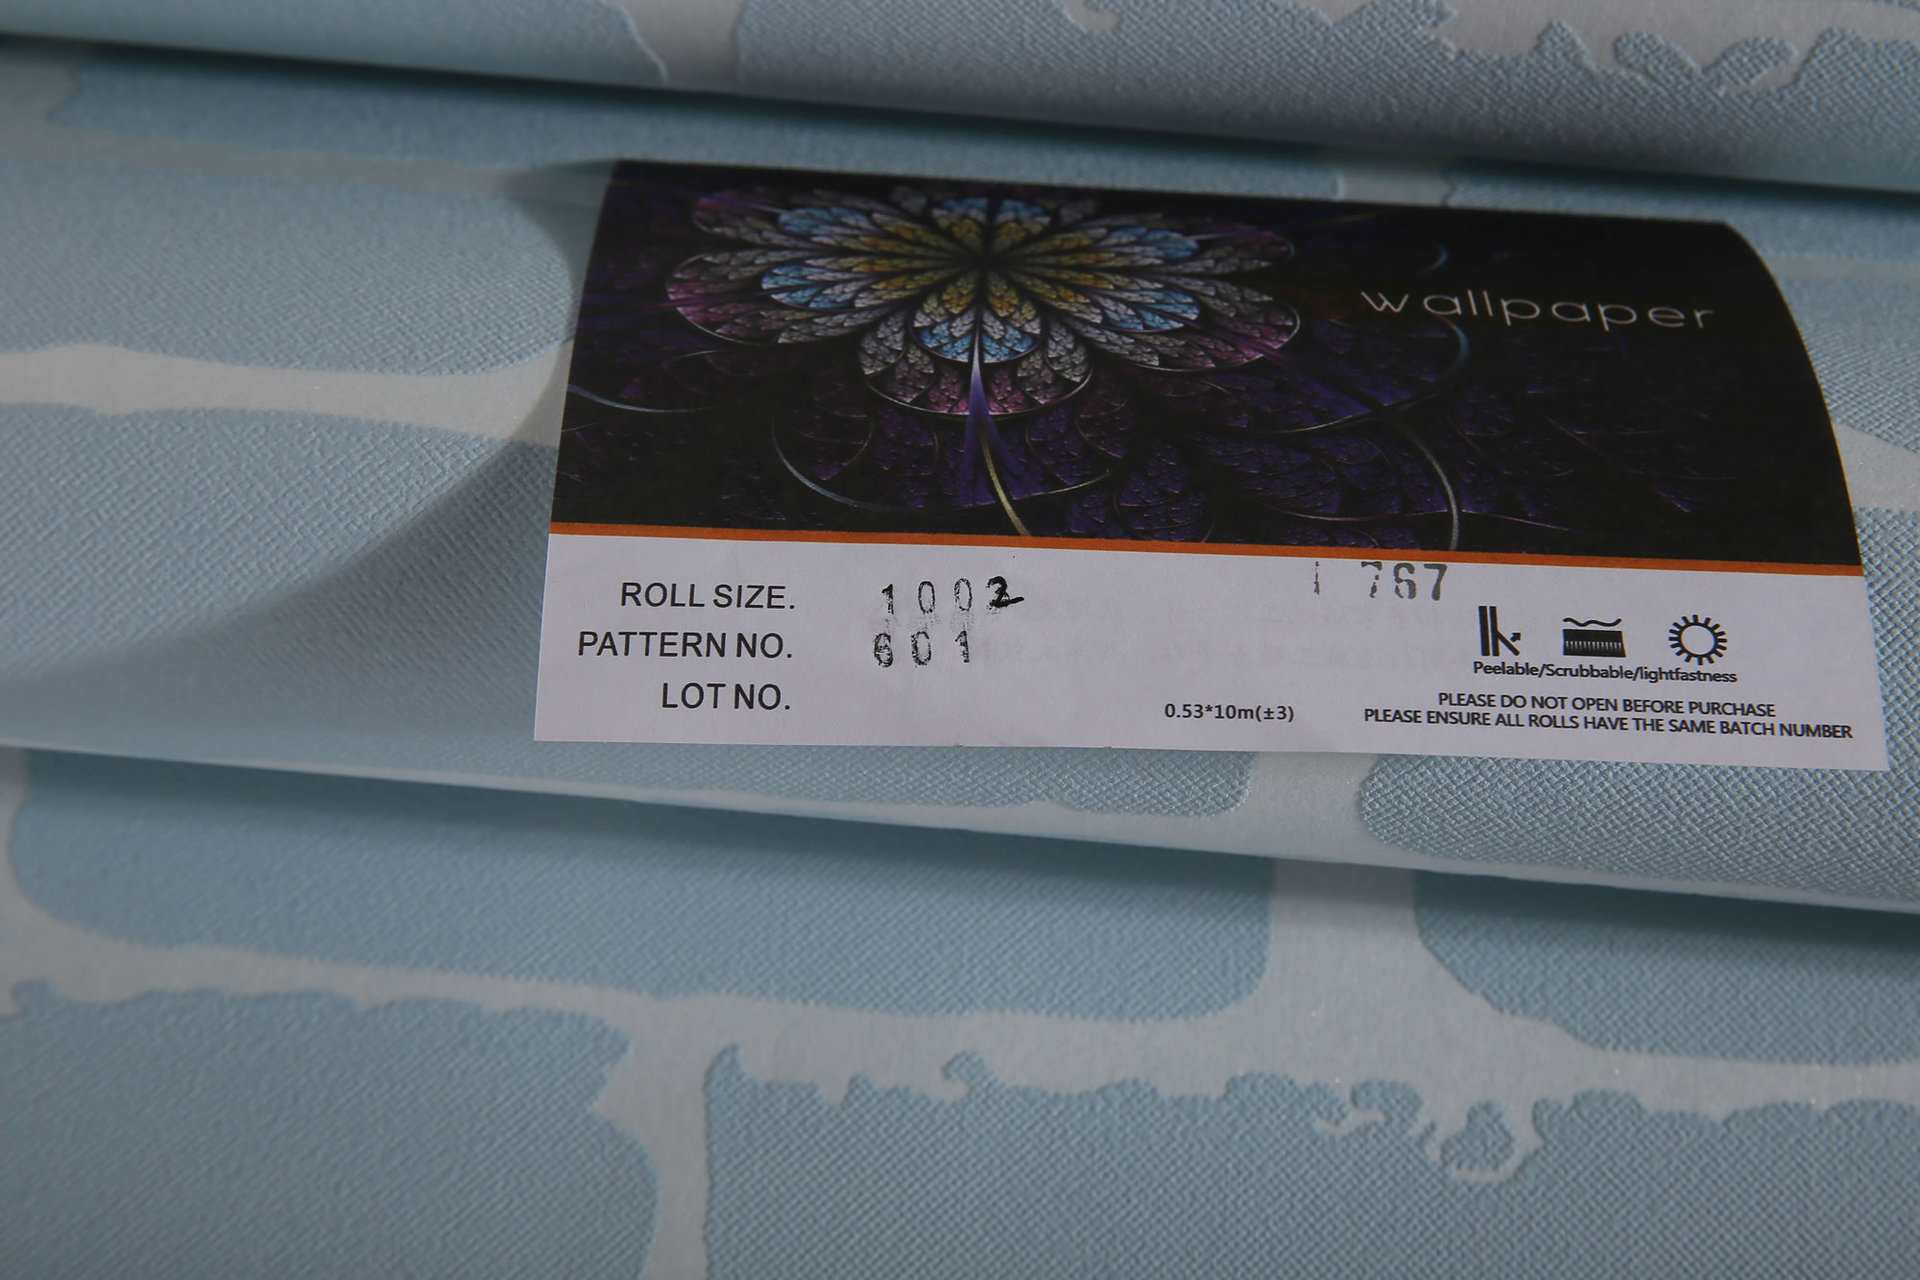 wallpaper
ROLL SIZE. 1002
1 767
PATTERN NO. 601
LOT NO.
Peelable/Scrubbable/lightfastness
0.53*10m(±3)
PLEASE DO NOT OPEN BEFORE PURCHASE
PLEASE ENSURE ALL ROLLS HAVE THE SAME BATCH NUMBER